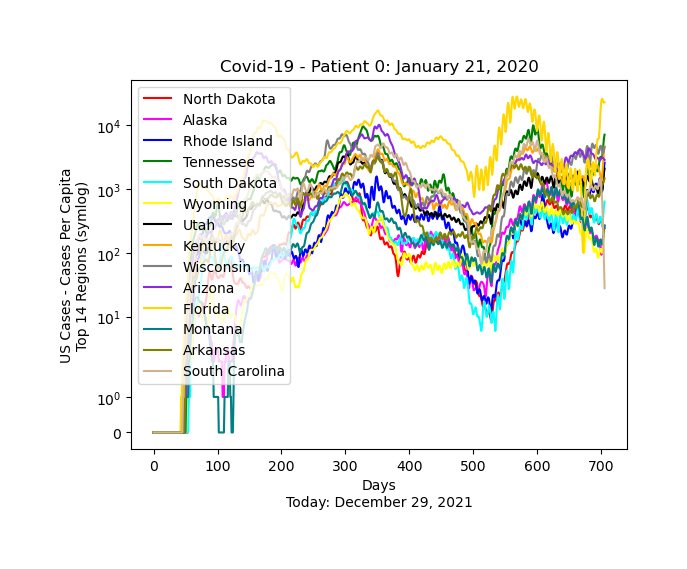 Covid-19 - Patient 0: January 21, 2020
US Cases - Cases Per Capita
Top 14 Regions (symlog)
10^4
10^3
10^2
10^1
10^0
0
North Dakota
Alaska
Rhode Island
Tennessee
South Dakota
Wyoming
Utah
Kentucky
Wisconsin
Arizona
Florida
Montana
Arkansas
South Carolina
0 100 200 300 400 500 600 700
Days
Today: December 29, 2021